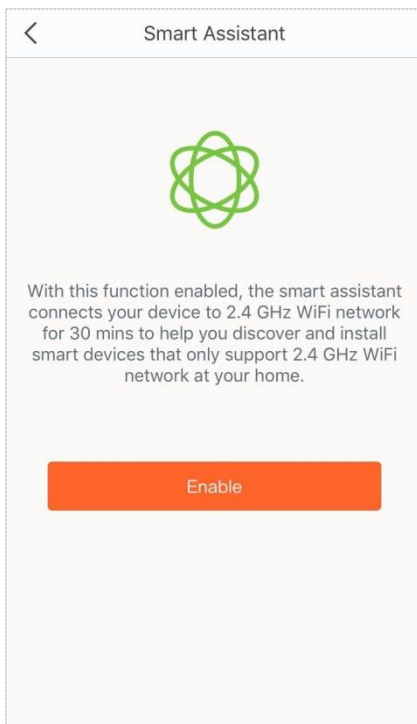 Smart Assistant
With this function enabled, the smart assistant
connects your device to 2.4 GHz WiFi network
for 30 mins to help you discover and install
smart devices that only support 2.4 GHz WiFi
network at your home.
Enable